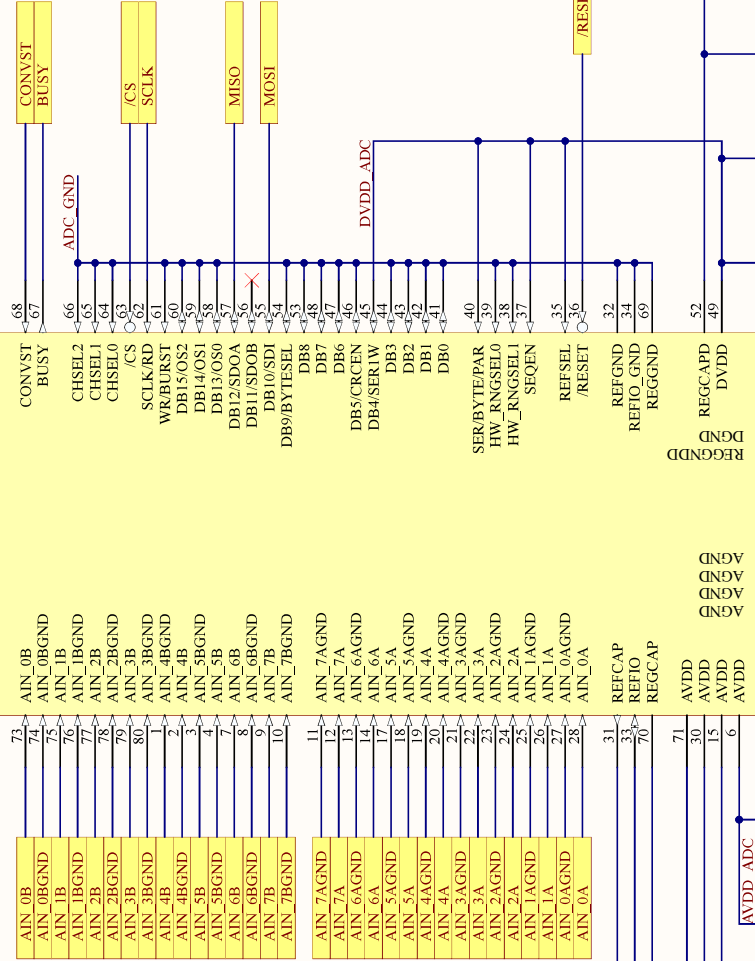 CONVST
BUSY
/CS
SCLK
MISO
MOSI
ADC_GND
DVDD_ADC
68
67
66
65
64
63
62
61
60
59
58
57
56
55
54
53
48
47
46
45
44
43
42
41
40
39
38
37
35
36
32
34
69
52
49
CONVST
BUSY
CHSEL2
CHSEL1
CHSEL0
/CS
SCLK/RD
WR/BURST
DB15/OS2
DB14/OS1
DB13/OS0
DB12/SDOA
DB11/SDOB
DB10/SDI
DB9/BYTESEL
DB8
DB7
DB6
DB5/CRCEN
DB4/SER1W
DB3
DB2
DB1
DB0
SER/BYTE/PAR
HW_RNGSEL0
HW_RNGSEL1
SEQEN
REFSEL
/RESET
REFGND
REFIO_GND
REGGND
REGCAPD
DVDD
DGND
REGGNDD
AGND
AGND
AGND
AGND
AIN_0B
AIN_0BGND
AIN_1B
AIN_1BGND
AIN_2B
AIN_2BGND
AIN_3B
AIN_3BGND
AIN_4BGND
AIN_4B
AIN_5BGND
AIN_5B
AIN_6B
AIN_6BGND
AIN_7B
AIN_7BGND
AIN_7AGND
AIN_7A
AIN_6AGND
AIN_6A
AIN_5A
AIN_5AGND
AIN_4A
AIN_4AGND
AIN_3AGND
AIN_3A
AIN_2AGND
AIN_2A
AIN_1AGND
AIN_1A
AIN_0AGND
AIN_0A
REFCAP
REFIO
REGCAP
AVDD
AVDD
AVDD
AVDD
73
74
75
76
77
78
79
80
1
2
3
4
7
8
9
10
11
12
13
14
17
18
19
20
21
22
23
24
25
26
27
28
31
33
70
71
30
15
6
AIN_0B
AIN_0BGND
AIN_1B
AIN_1BGND
AIN_2B
AIN_2BGND
AIN_3B
AIN_3BGND
AIN_4B
AIN_4BGND
AIN_5B
AIN_5BGND
AIN_6B
AIN_6BGND
AIN_7B
AIN_7BGND
AIN_7AGND
AIN_7A
AIN_6AGND
AIN_6A
AIN_5AGND
AIN_5A
AIN_4AGND
AIN_4A
AIN_3AGND
AIN_3A
AIN_2AGND
AIN_2A
AIN_1AGND
AIN_1A
AIN_0AGND
AIN_0A
AVDD_ADC